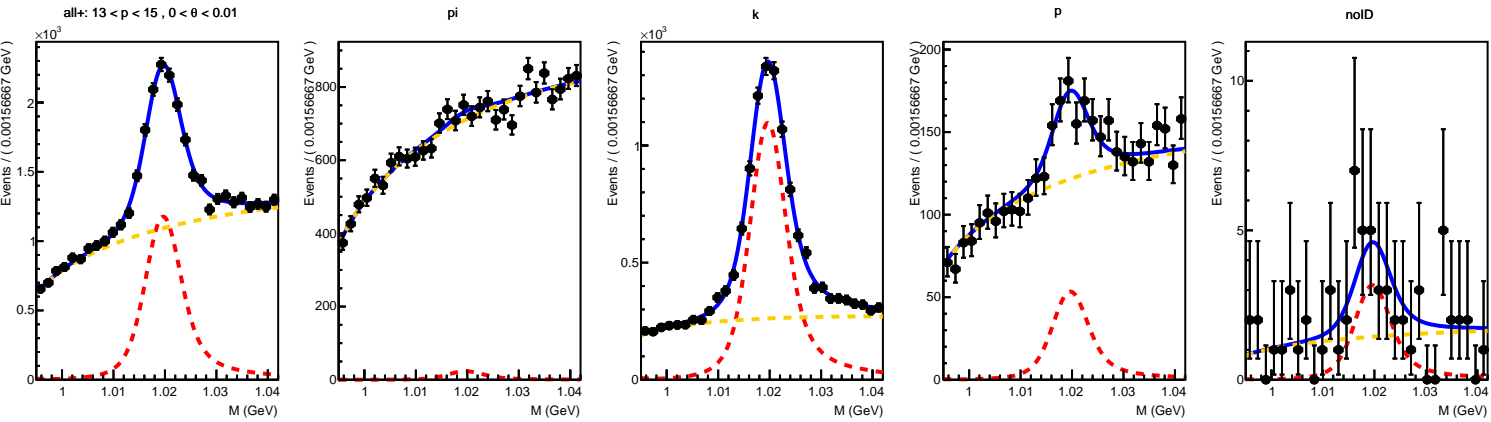 all+: 13 < p < 15 , 0 < θ < 0.01
×10³
Events / ( 0.00156667 GeV )
2
1.5
1
0.5
0
1 1.01 1.02 1.03 1.04
M (GeV)
pi
Events / ( 0.00156667 GeV )
800
600
400
200
0
1 1.01 1.02 1.03 1.04
M (GeV)
k
×10³
Events / ( 0.00156667 GeV )
1
0.5
0
1 1.01 1.02 1.03 1.04
M (GeV)
p
Events / ( 0.00156667 GeV )
200
150
100
50
0
1 1.01 1.02 1.03 1.04
M (GeV)
noID
Events / ( 0.00156667 GeV )
10
5
0
1 1.01 1.02 1.03 1.04
M (GeV)